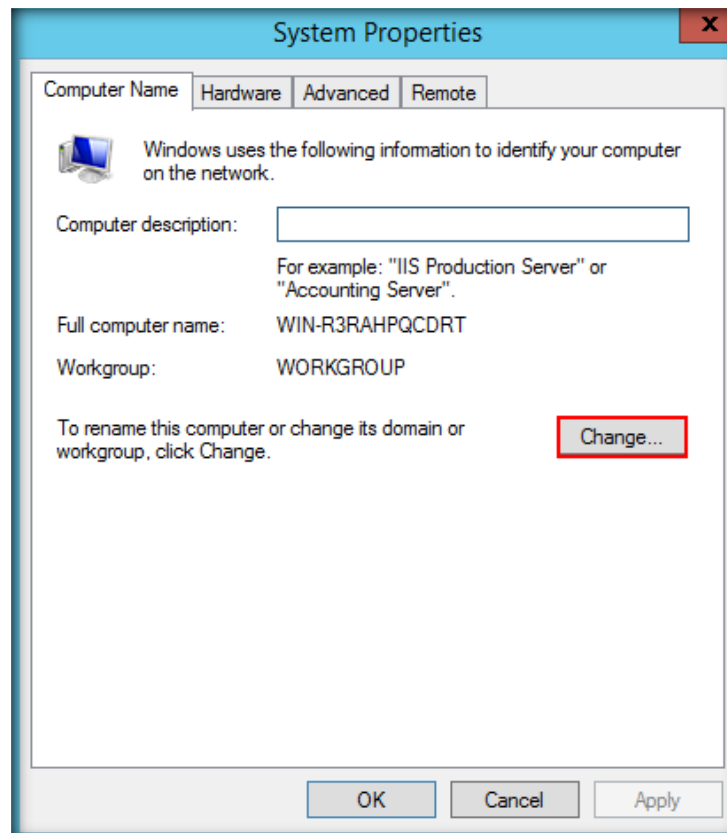 System Properties
x
Computer Name
Hardware
Advanced
Remote
Windows uses the following information to identify your computer
on the network.
Computer description:
For example: "IIS Production Server" or
"Accounting Server".
Full computer name: WIN-R3RAHPQCDRT
Workgroup: WORKGROUP
To rename this computer or change its domain or
workgroup, click Change.
Change...
OK
Cancel
Apply